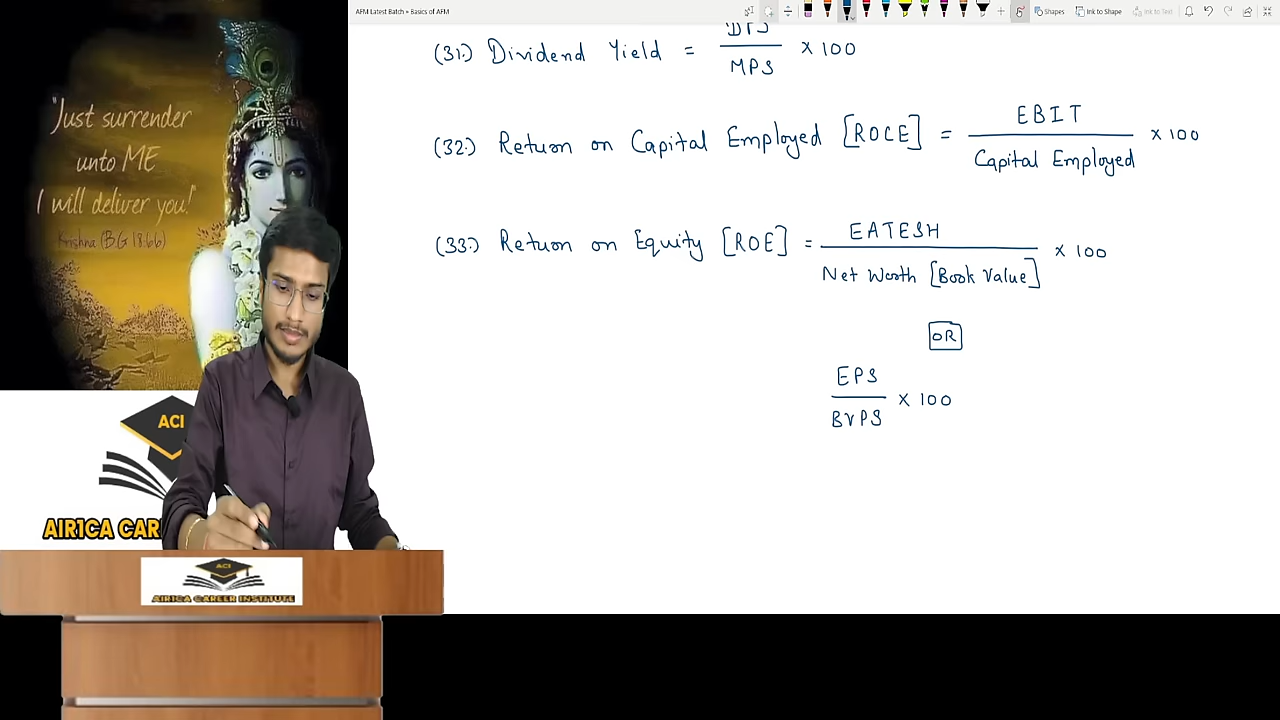 AFM Latest Batch » Basics of AFM
Shapes
Ink to Shape
Ink to Text
(31.) Dividend Yield = DPS / MPS × 100
(32.) Return on Capital Employed [ROCE] = EBIT / Capital Employed × 100
(33.) Return on Equity [ROE] = EATESH / Net Worth [Book Value] × 100
OR
EPS / BVPS × 100
"Just surrender
unto ME
I will deliver you!"
Krishna (B.G 18:66)
ACI
AIR1CA CAR
ACI
AIR1CA CAREER INSTITUTE